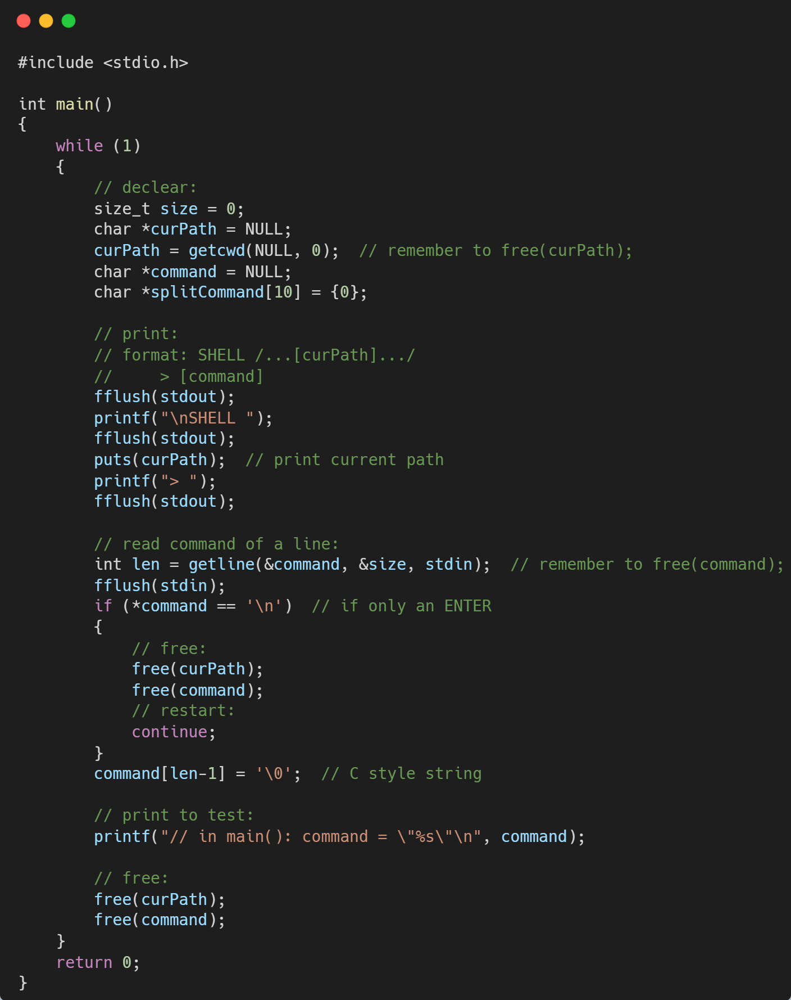 #include <stdio.h>
int main()
{
    while (1)
    {
        // declear:
        size_t size = 0;
        char *curPath = NULL;
        curPath = getcwd(NULL, 0);  // remember to free(curPath);
        char *command = NULL;
        char *splitCommand[10] = {0};

        // print:
        // format: SHELL /...[curPath].../
        //     > [command]
        fflush(stdout);
        printf("\nSHELL ");
        fflush(stdout);
        puts(curPath);  // print current path
        printf("> ");
        fflush(stdout);

        // read command of a line:
        int len = getline(&command, &size, stdin);  // remember to free(command);
        fflush(stdin);
        if (*command == '\n')  // if only an ENTER
        {
            // free:
            free(curPath);
            free(command);
            // restart:
            continue;
        }
        command[len-1] = '\0';  // C style string

        // print to test:
        printf("// in main(): command = \"%s\"\n", command);

        // free:
        free(curPath);
        free(command);
    }
    return 0;
}